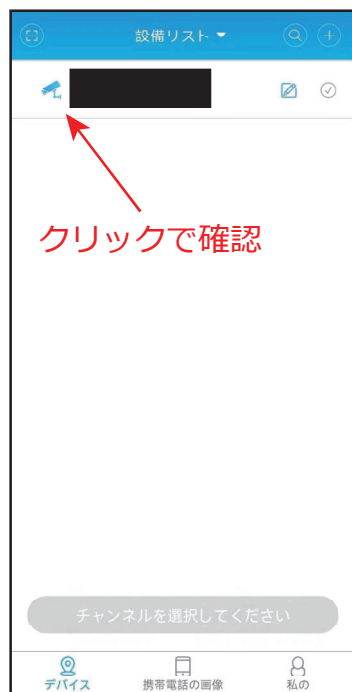 設備リスト
クリックで確認
チャンネルを選択してください
デバイス
携帯電話の画像
私の